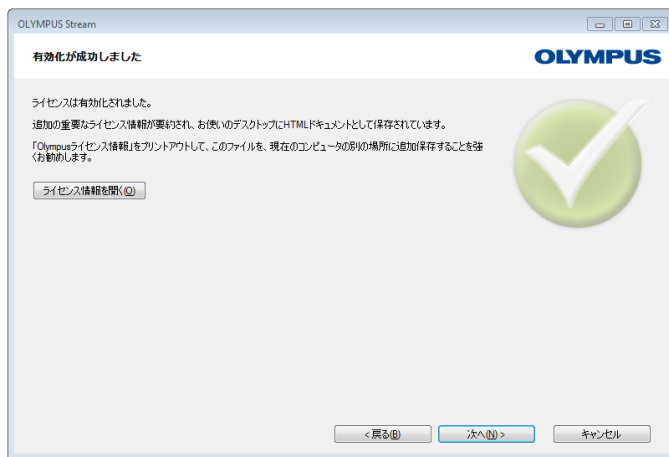 OLYMPUS Stream
有効化が成功しました
OLYMPUS
ライセンスは有効化されました。
追加の重要なライセンス情報が要約され、お使いのデスクトップにHTMLドキュメントとして保存されています。
「Olympusライセンス情報」をプリントアウトして、このファイルを、現在のコンピュータの別の場所に追加保存することを強
くお勧めします。
ライセンス情報を開く(O)
<戻る(B)
次へ(N)>
キャンセル